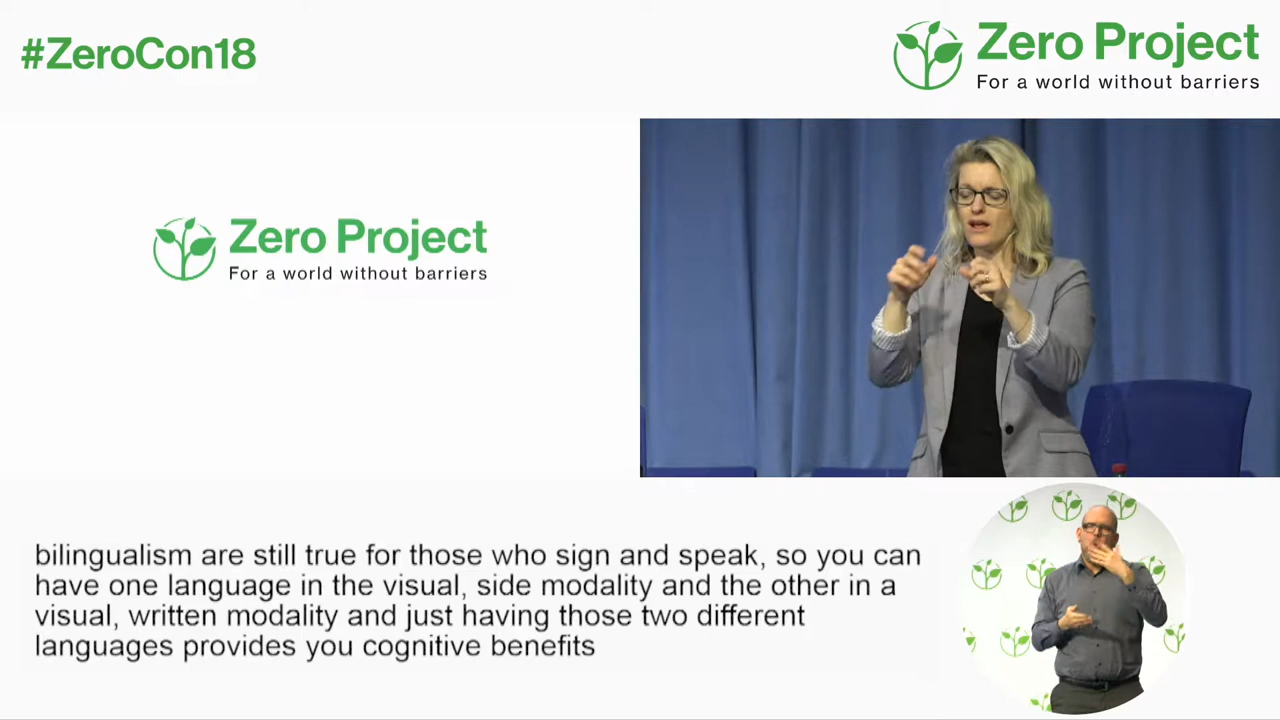 #ZeroCon18
Zero Project
For a world without barriers
Zero Project
For a world without barriers
bilingualism are still true for those who sign and speak, so you can
have one language in the visual, side modality and the other in a
visual, written modality and just having those two different
languages provides you cognitive benefits